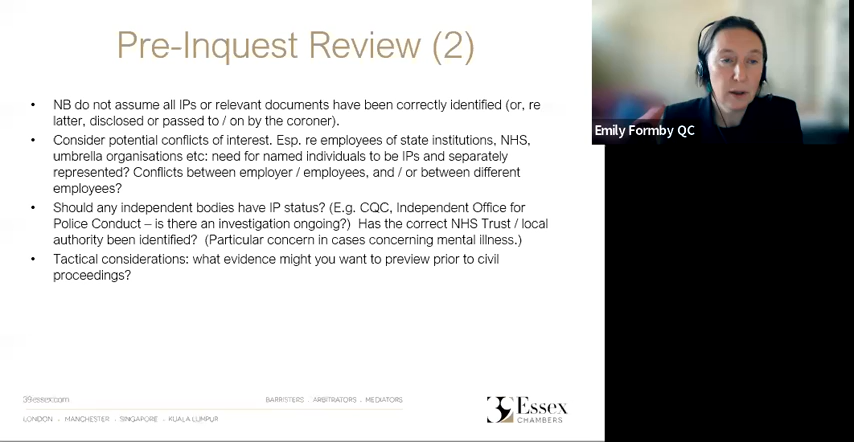 Pre-Inquest Review (2)
• NB do not assume all IPs or relevant documents have been correctly identified (or, re
latter, disclosed or passed to / on by the coroner).
• Consider potential conflicts of interest. Esp. re employees of state institutions, NHS,
umbrella organisations etc: need for named individuals to be IPs and separately
represented? Conflicts between employer / employees, and / or between different
employees?
• Should any independent bodies have IP status? (E.g. CQC, Independent Office for
Police Conduct – is there an investigation ongoing?) Has the correct NHS Trust / local
authority been identified? (Particular concern in cases concerning mental illness.)
• Tactical considerations: what evidence might you want to preview prior to civil
proceedings?
Emily Formby QC
39essex.com
BARRISTERS . ARBITRATORS . MEDIATORS
LONDON . MANCHESTER . SINGAPORE . KUALA LUMPUR
39 Essex
CHAMBERS